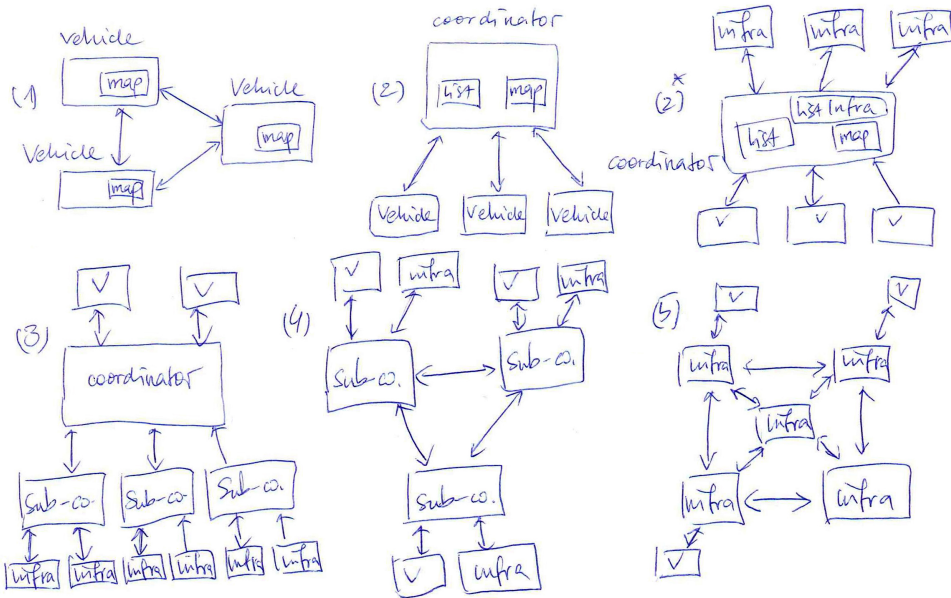 (1)
vehicle
map
Vehicle
map
Vehicle
map
(2)
coordinator
list
map
Vehicle
Vehicle
Vehicle
(2)*
infra
infra
infra
list infra
list
map
coordinator
V
V
V
(3)
V
V
coordinator
Sub-co.
Sub-co
Sub-co.
infra
infra
infra
infra
infra
infra
(4)
V
infra
V
infra
Sub-co.
Sub-co.
Sub-co.
V
infra
(5)
V
V
infra
infra
infra
infra
infra
V